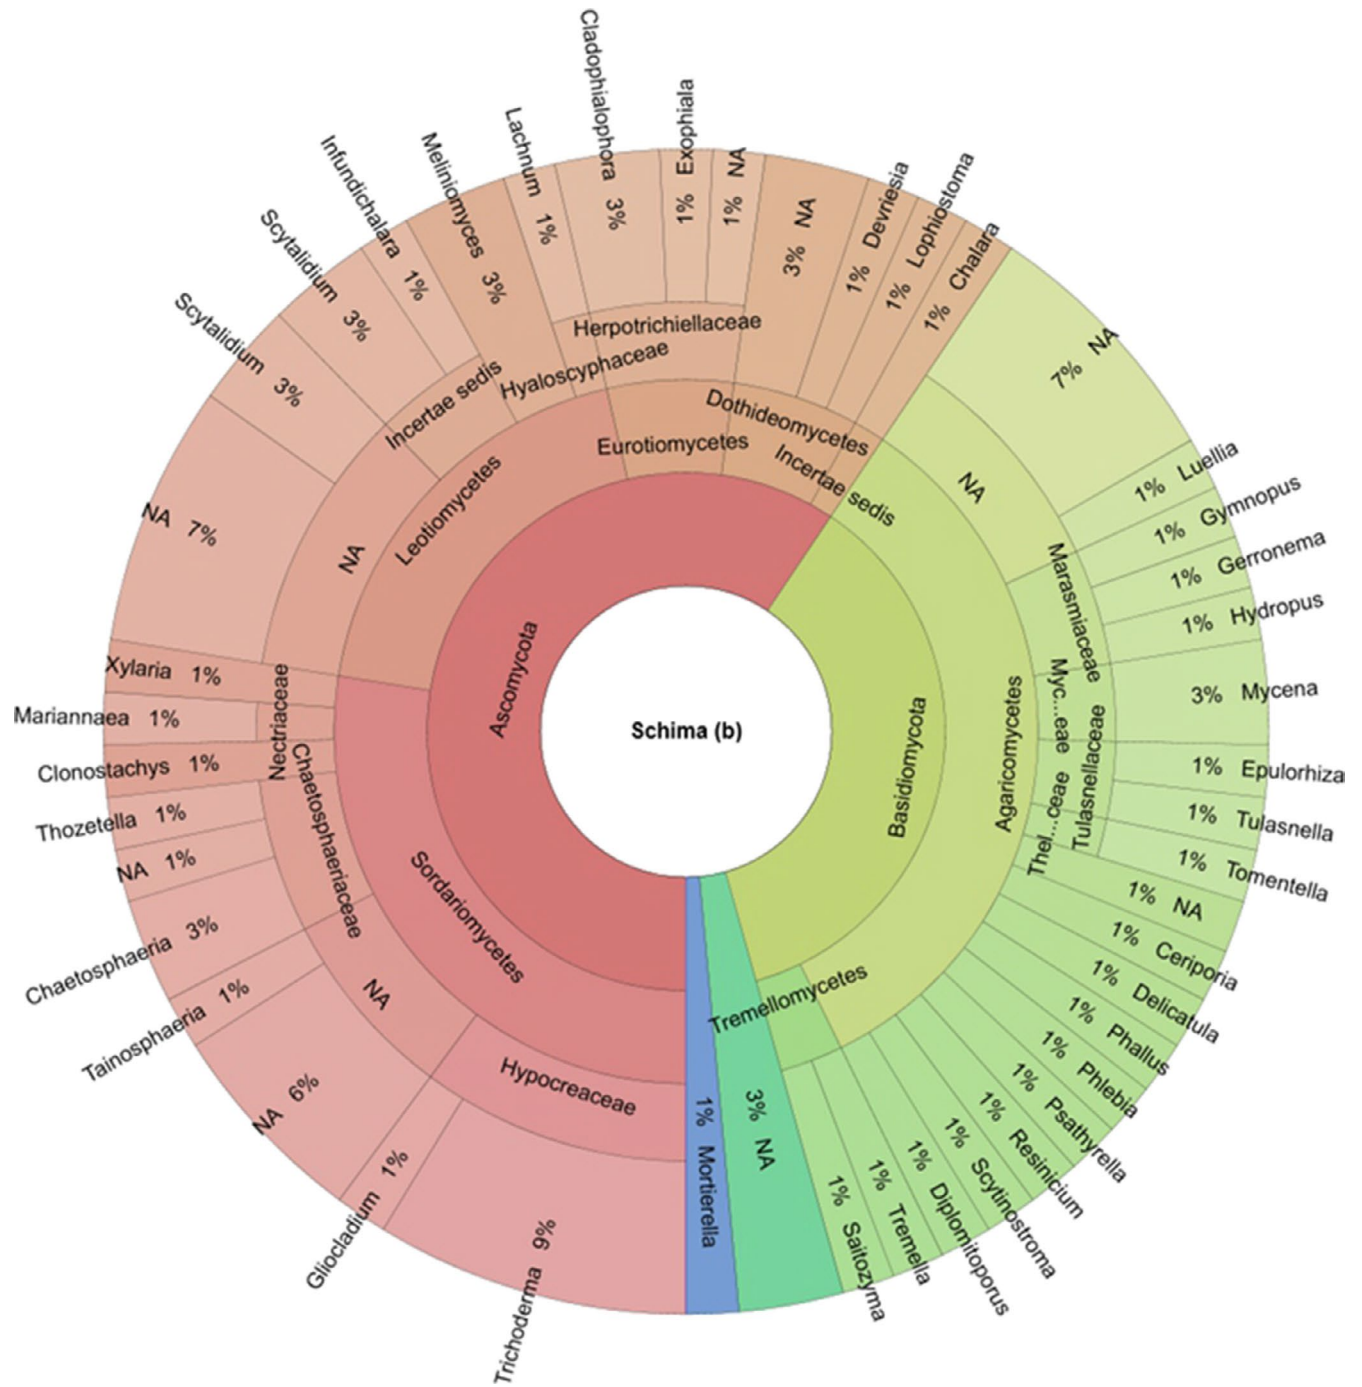 Schima (b)
Ascomycota
Basidiomycota
Leotiomycetes
Eurotiomycetes
Dothideomycetes
Incertae sedis
Agaricomycetes
Tremellomycetes
Sordariomycetes
NA
Incertae sedis
Hyaloscyphaceae
Herpotrichiellaceae
NA
Marasmiaceae
Myc...eae
Tulasnellaceae
Thel...ceae
Hypocreaceae
NA
Chaetosphaeriaceae
Nectriaceae
Cladophialophora 3%
Exophiala 1%
NA 1%
3% NA
1% Devriesia
1% Lophiostoma
1% Chalara
7% NA
1% Luellia
1% Gymnopus
1% Gerronema
1% Hydropus
3% Mycena
1% Epulorhiza
1% Tulasnella
1% Tomentella
1% NA
1% Ceriporia
1% Delicatula
1% Phallus
1% Phlebia
1% Psathyrella
1% Resinicium
1% Scytinostroma
1% Diplomitoporus
1% Tremella
1% Saitozyma
3% NA
1% Mortierella
Trichoderma 9%
Gliocladium 1%
NA 6%
Tainosphaeria 1%
Chaetosphaeria 3%
NA 1%
Thozetella 1%
Clonostachys 1%
Mariannaea 1%
Xylaria 1%
NA 7%
Scytalidium 3%
Scytalidium 3%
Infundichalara 1%
Meliniomyces 3%
Lachnum 1%